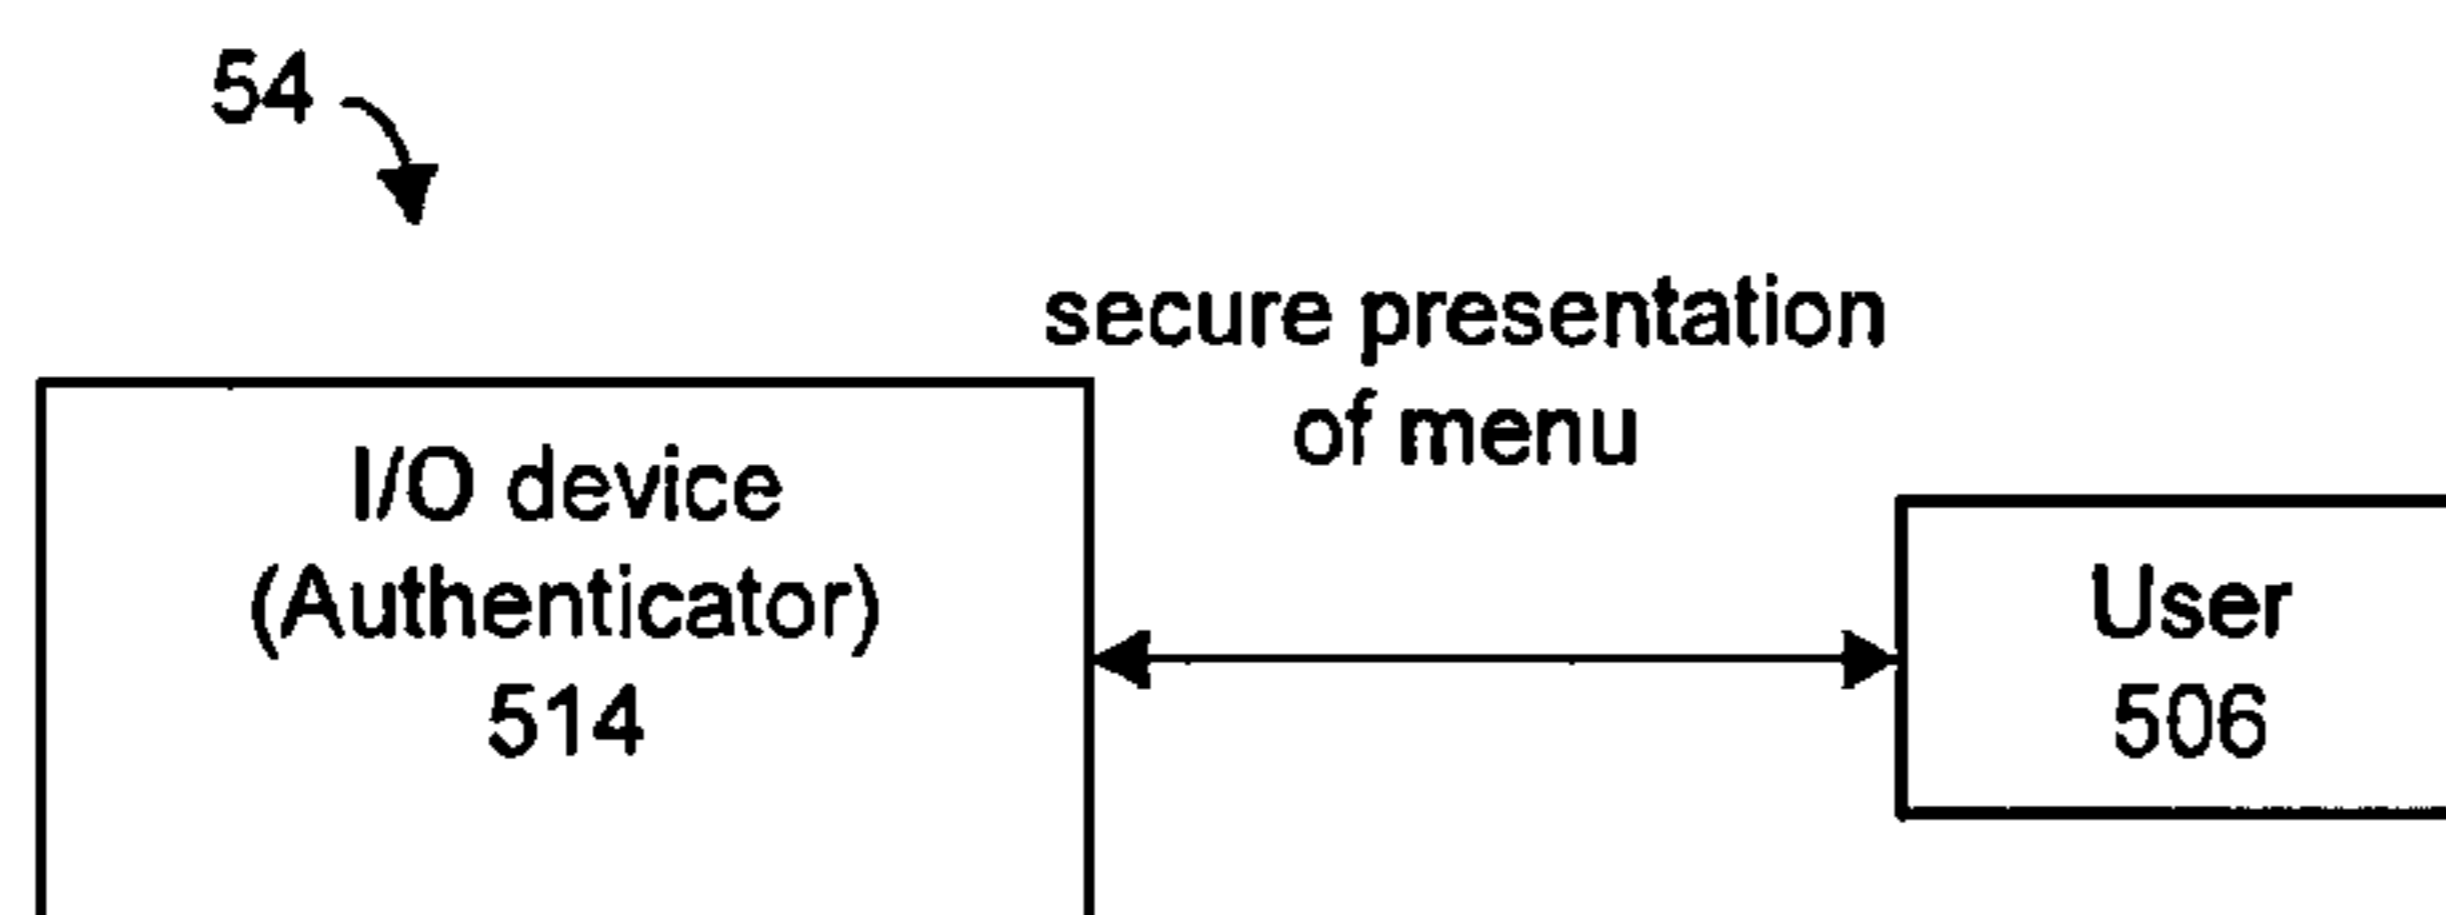 54
secure presentation
of menu
I/O device
(Authenticator)
514
User
506